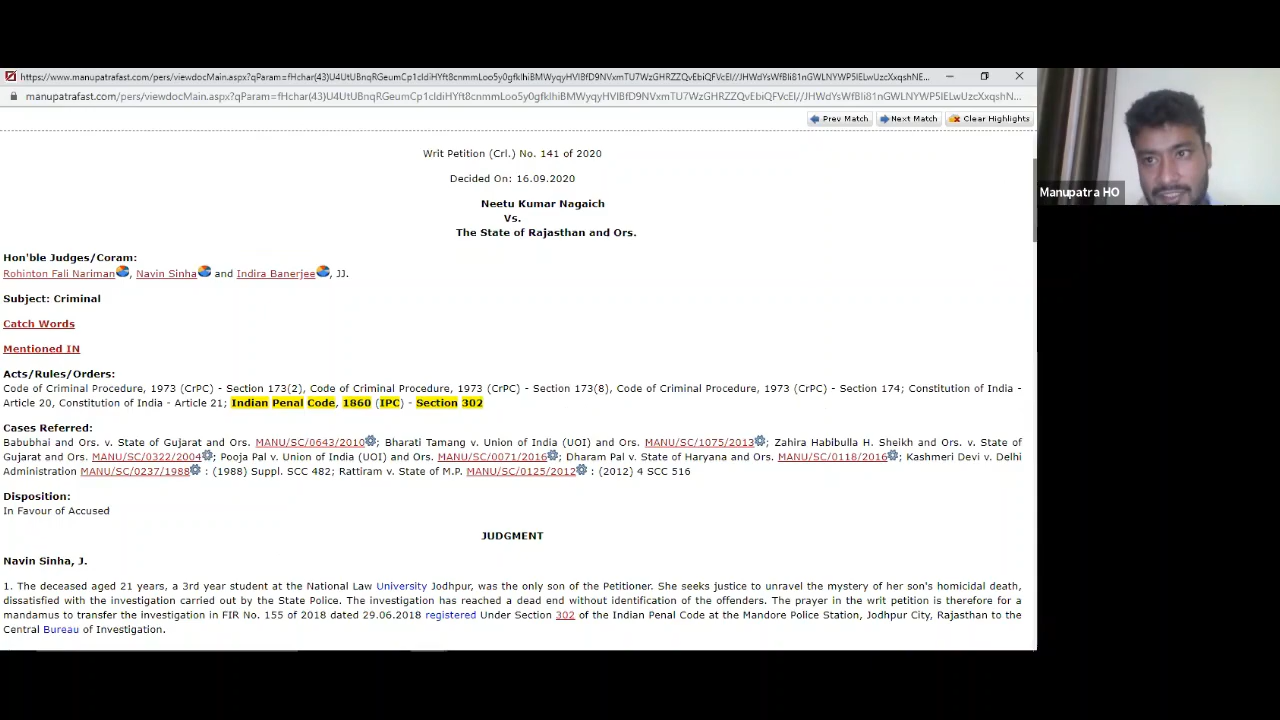 https://www.manupatrafast.com/pers/viewdocMain.aspx?
manupatrafast.com/pers/viewdocMain.aspx?
Prev Match Next Match Clear Highlights
Writ Petition (Crl.) No. 141 of 2020
Decided On: 16.09.2020
Neetu Kumar Nagaich
Vs.
The State of Rajasthan and Ors.
Manupatra HO
Hon'ble Judges/Coram:
Rohinton Fali Nariman, Navin Sinha and Indira Banerjee, JJ.
Subject: Criminal
Catch Words
Mentioned IN
Acts/Rules/Orders:
Code of Criminal Procedure, 1973 (CrPC) - Section 173(2), Code of Criminal Procedure, 1973 (CrPC) - Section 173(8), Code of Criminal Procedure, 1973 (CrPC) - Section 174; Constitution of India -
Article 20, Constitution of India - Article 21; Indian Penal Code, 1860 (IPC) - Section 302
Cases Referred:
Babubhai and Ors. v. State of Gujarat and Ors. MANU/SC/0643/2010; Bharati Tamang v. Union of India (UOI) and Ors. MANU/SC/1075/2013; Zahira Habibulla H. Sheikh and Ors. v. State of
Gujarat and Ors. MANU/SC/0322/2004; Pooja Pal v. Union of India (UOI) and Ors. MANU/SC/0071/2016; Dharam Pal v. State of Haryana and Ors. MANU/SC/0118/2016; Kashmeri Devi v. Delhi
Administration MANU/SC/0237/1988 : (1988) Suppl. SCC 482; Rattiram v. State of M.P. MANU/SC/0125/2012 : (2012) 4 SCC 516
Disposition:
In Favour of Accused
JUDGMENT
Navin Sinha, J.
1. The deceased aged 21 years, a 3rd year student at the National Law University Jodhpur, was the only son of the Petitioner. She seeks justice to unravel the mystery of her son's homicidal death,
dissatisfied with the investigation carried out by the State Police. The investigation has reached a dead end without identification of the offenders. The prayer in the writ petition is therefore for a
mandamus to transfer the investigation in FIR No. 155 of 2018 dated 29.06.2018 registered Under Section 302 of the Indian Penal Code at the Mandore Police Station, Jodhpur City, Rajasthan to the
Central Bureau of Investigation.